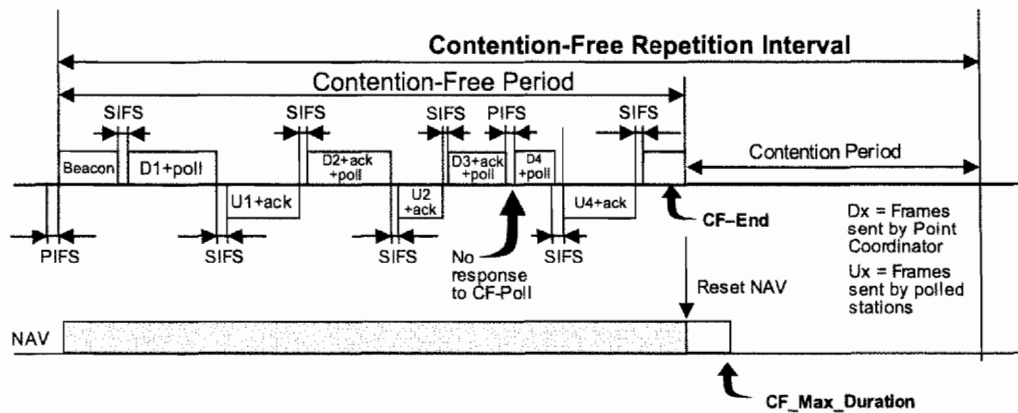 Contention-Free Repetition Interval
Contention-Free Period
SIFS
SIFS
SIFS
PIFS
SIFS
Beacon
D1+poll
D2+ack
+poll
D3+ack
+poll
D4
+poll
Contention Period
U1+ack
U2
+ack
U4+ack
CF–End
PIFS
SIFS
SIFS
No
response
to CF-Poll
SIFS
Dx = Frames
sent by Point
Coordinator
Ux = Frames
sent by polled
stations
Reset NAV
NAV
CF_Max_Duration